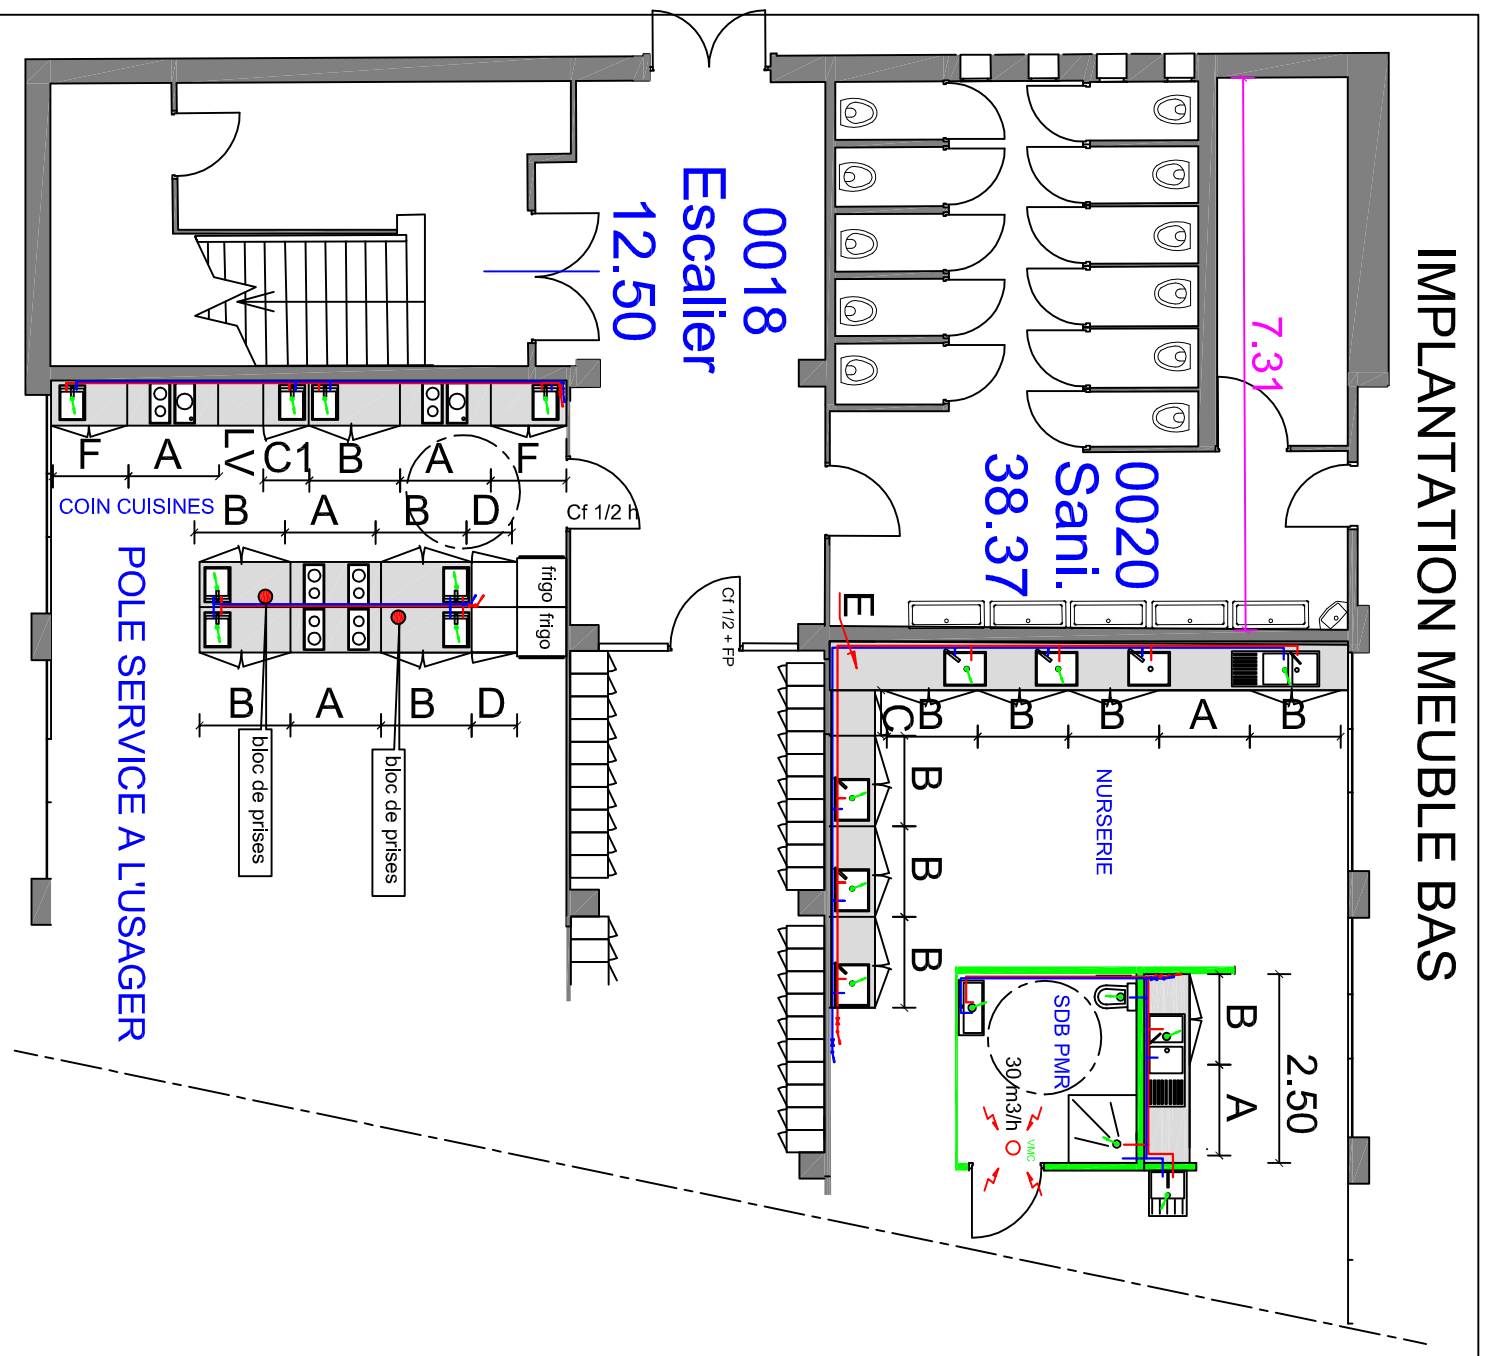 IMPLANTATION MEUBLE BAS
0018
Escalier
12.50
0020
Sani.
38.37
7.31
F
A
LV
C1
B
A
F
COIN CUISINES
B
A
B
D
Cf 1/2 h
Cf 1/2 + FP
frigo
frigo
B
A
B
D
bloc de prises
bloc de prises
POLE SERVICE A L'USAGER
E
C
B
B
B
A
B
B
B
B
NURSERIE
SDB PMR
30 m3/h
VMC
B
A
2.50